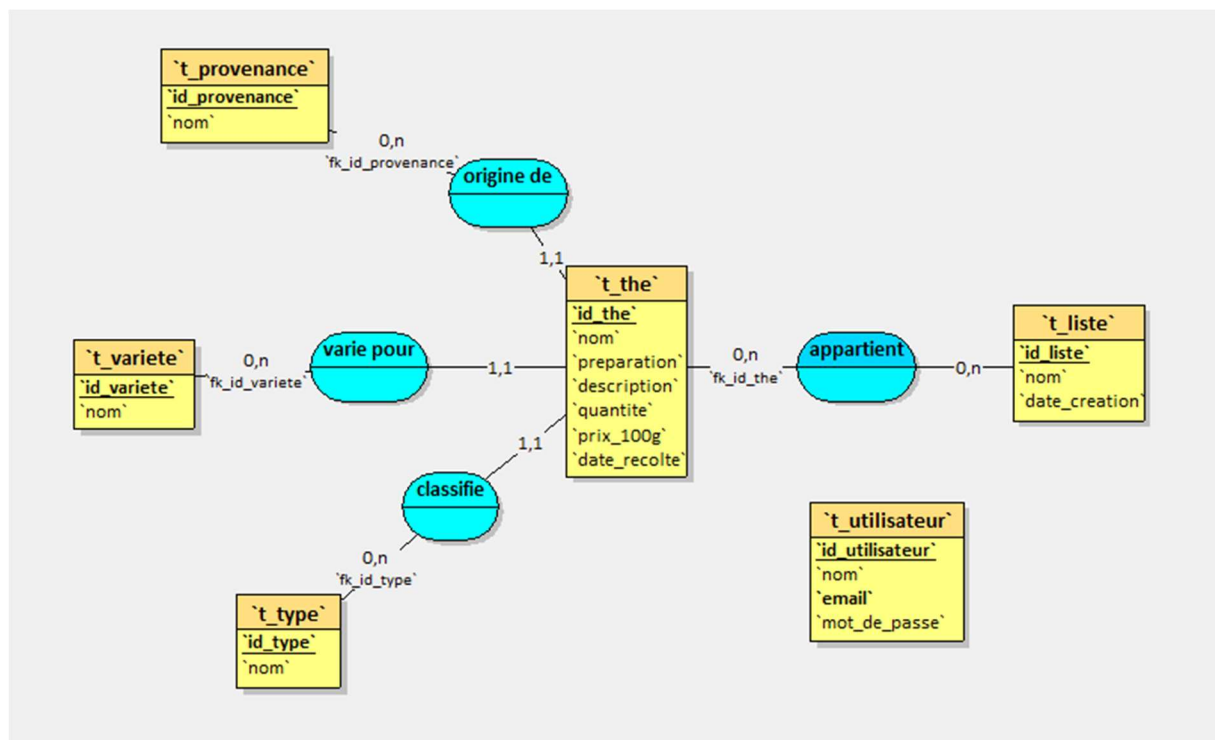 `t_provenance`
`id_provenance`
`nom`
0,n
`fk_id_provenance`
origine de
1,1
`t_the`
`id_the`
`nom`
`preparation`
`description`
`quantite`
`prix_100g`
`date_recolte`
`t_variete`
`id_variete`
`nom`
0,n
`fk_id_variete`
varie pour
1,1
0,n
`fk_id_the`
appartient
0,n
`t_liste`
`id_liste`
`nom`
`date_creation`
1,1
classifie
0,n
`fk_id_type`
`t_type`
`id_type`
`nom`
`t_utilisateur`
`id_utilisateur`
`nom`
`email`
`mot_de_passe`